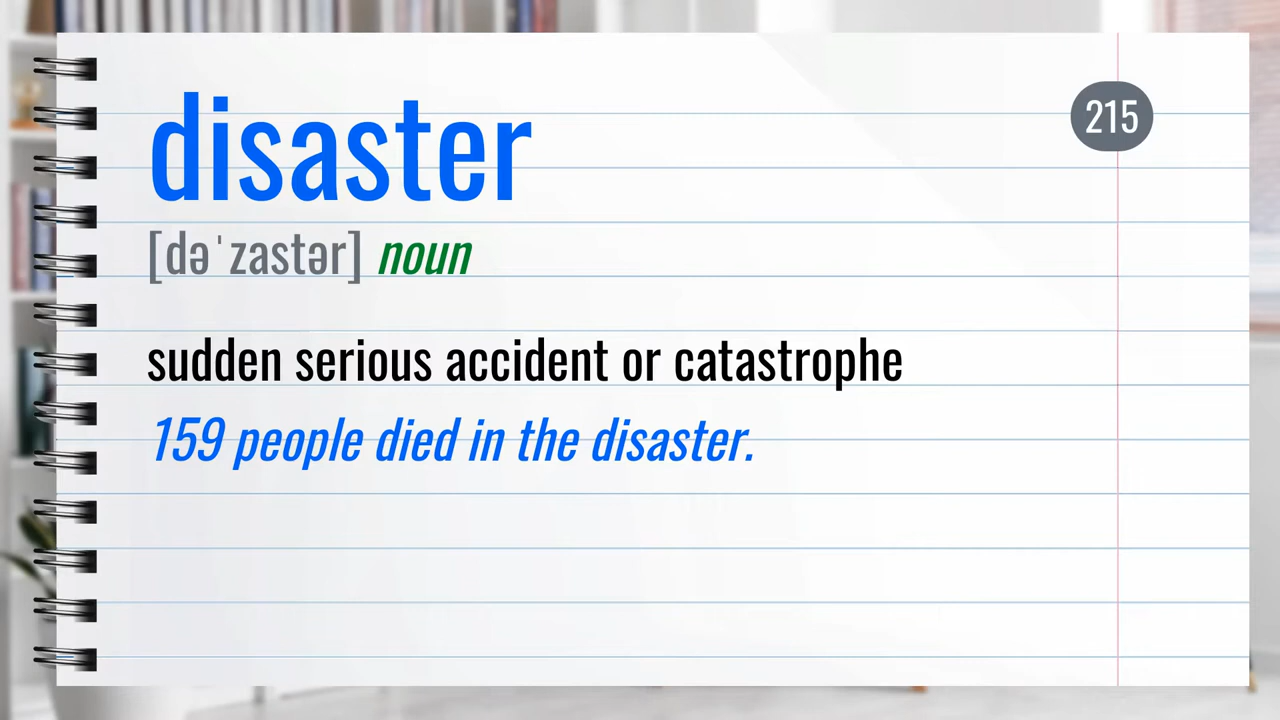 disaster
215
[dəˈzastər] noun
sudden serious accident or catastrophe
159 people died in the disaster.